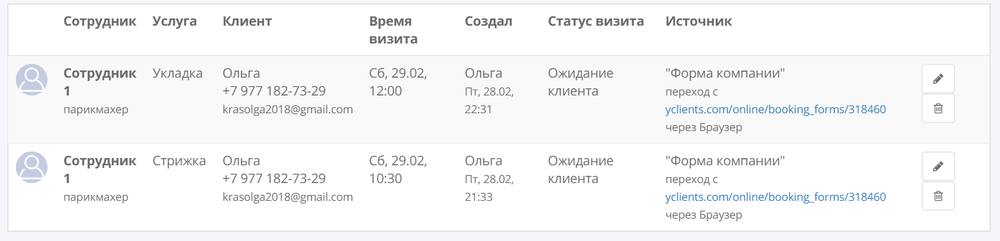 Сотрудник Услуга Клиент Время визита Создал Статус визита Источник
Сотрудник 1
парикмахер
Укладка
Ольга
+7 977 182-73-29
krasolga2018@gmail.com
Сб, 29.02,
12:00
Ольга
Пт, 28.02,
22:31
Ожидание
клиента
"Форма компании"
переход с
yclients.com/online/booking_forms/318460
через Браузер
Сотрудник 1
парикмахер
Стрижка
Ольга
+7 977 182-73-29
krasolga2018@gmail.com
Сб, 29.02,
10:30
Ольга
Пт, 28.02,
21:33
Ожидание
клиента
"Форма компании"
переход с
yclients.com/online/booking_forms/318460
через Браузер